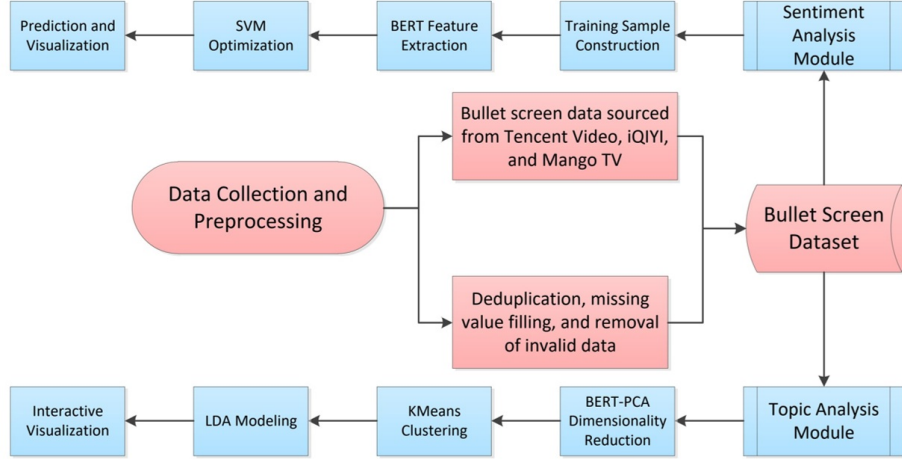 Prediction and
Visualization
SVM
Optimization
BERT Feature
Extraction
Training Sample
Construction
Sentiment
Analysis
Module
Bullet screen data sourced
from Tencent Video, iQIYI,
and Mango TV
Data Collection and
Preprocessing
Bullet Screen
Dataset
Deduplication, missing
value filling, and removal
of invalid data
Interactive
Visualization
LDA Modeling
KMeans
Clustering
BERT-PCA
Dimensionality
Reduction
Topic Analysis
Module